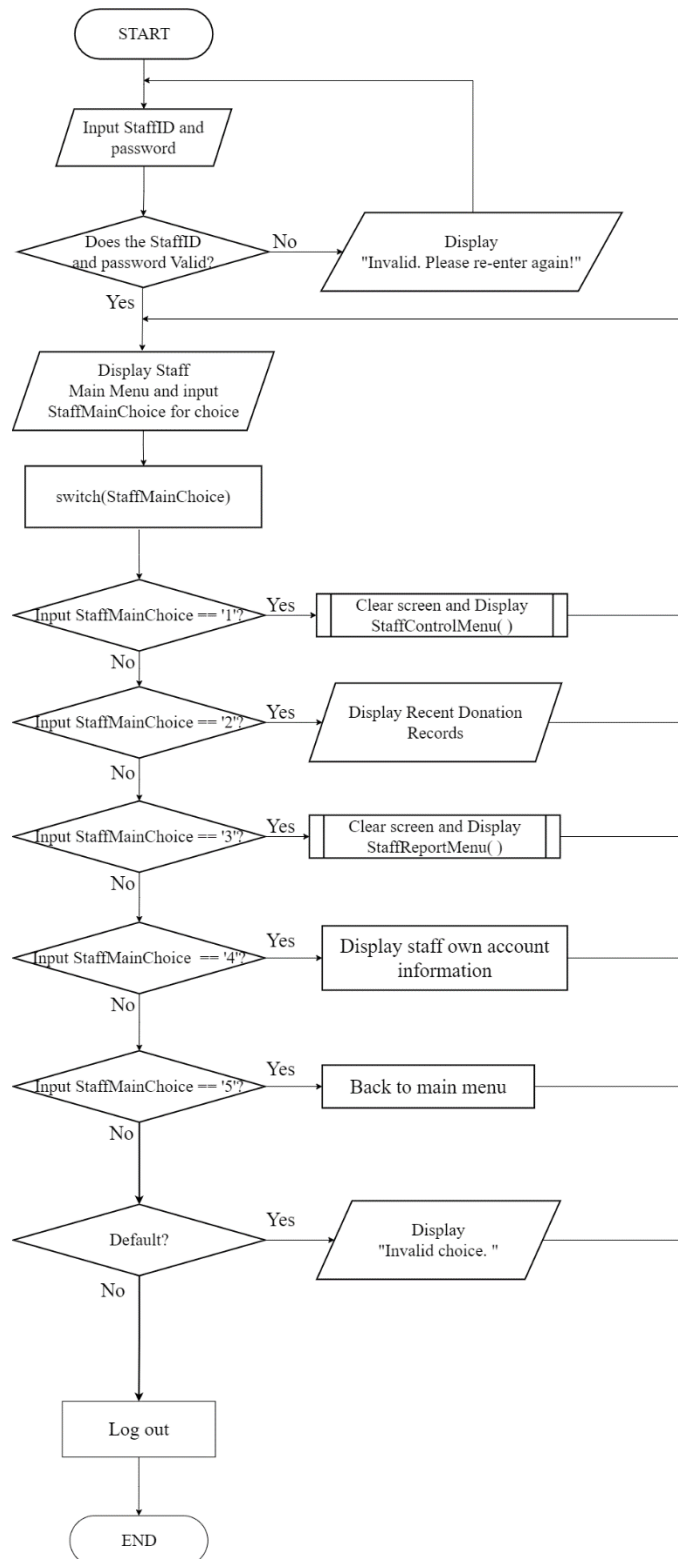 START
Input StaffID and
password
Does the StaffID
and password Valid?
No
Display
"Invalid. Please re-enter again!"
Yes
Display Staff
Main Menu and input
StaffMainChoice for choice
switch(StaffMainChoice)
Input StaffMainChoice == '1'?
Yes
Clear screen and Display
StaffControlMenu( )
No
Input StaffMainChoice == '2'?
Yes
Display Recent Donation
Records
No
Input StaffMainChoice == '3'?
Yes
Clear screen and Display
StaffReportMenu( )
No
Input StaffMainChoice == '4'?
Yes
Display staff own account
information
No
Input StaffMainChoice == '5'?
Yes
Back to main menu
No
Default?
Yes
Display
"Invalid choice. "
No
Log out
END